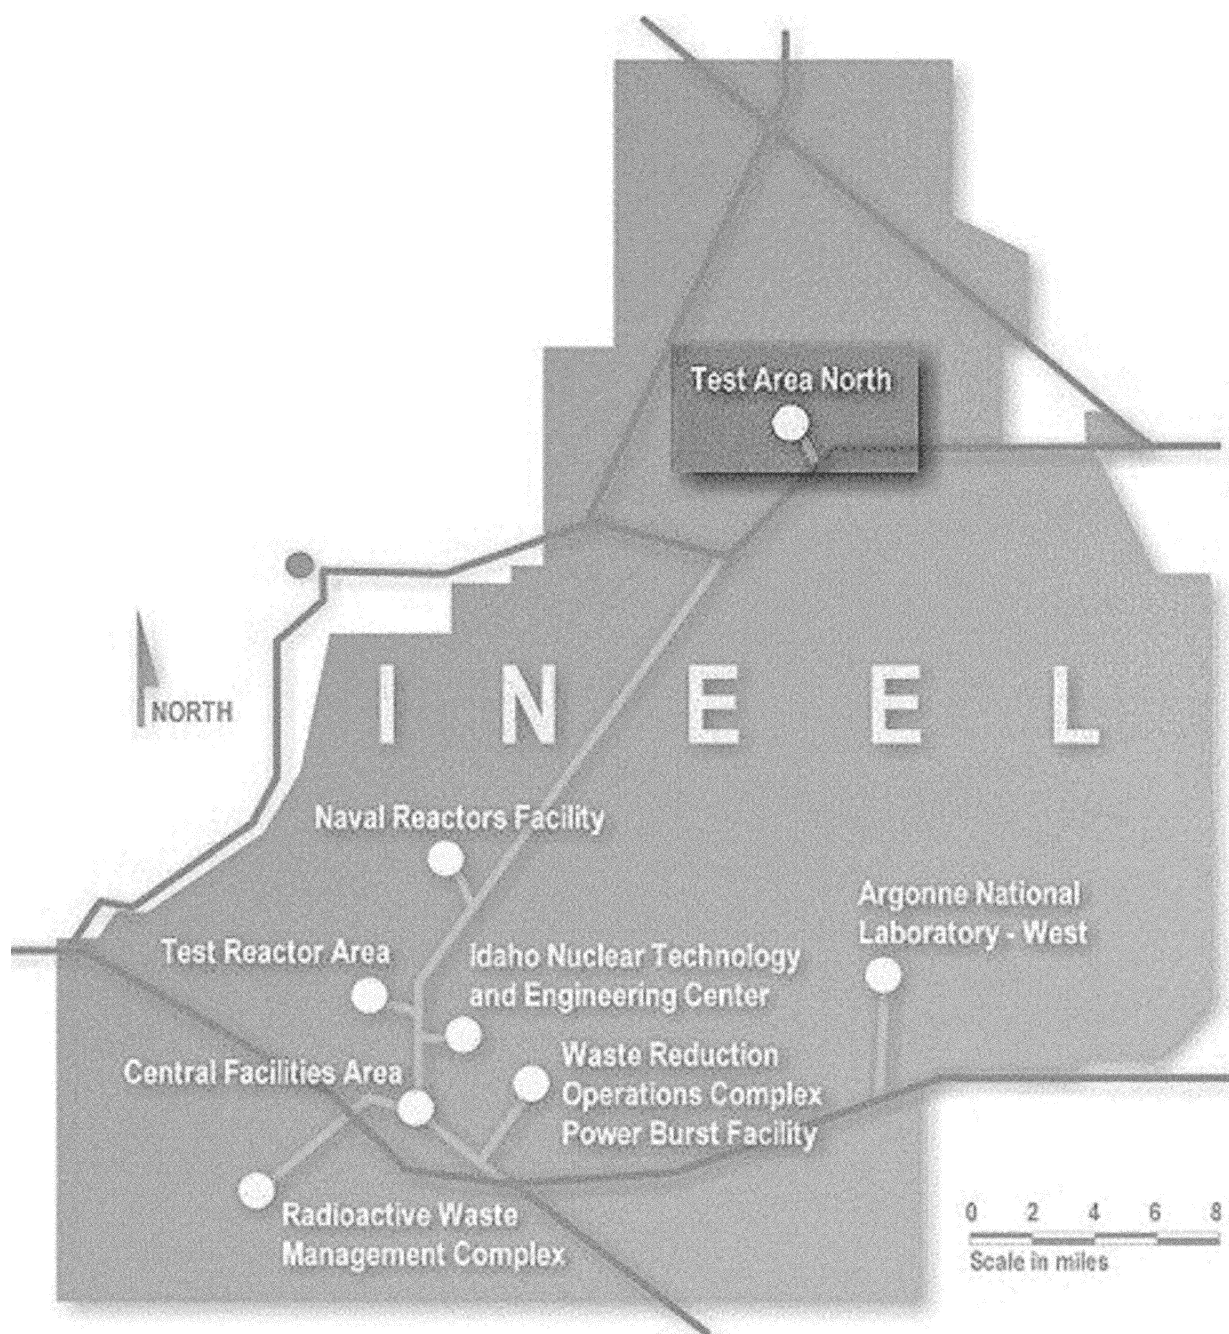 Test Area North
NORTH
I N E E L
Naval Reactors Facility
Argonne National
Laboratory - West
Test Reactor Area
Idaho Nuclear Technology
and Engineering Center
Waste Reduction
Operations Complex
Power Burst Facility
Central Facilities Area
Radioactive Waste
Management Complex
0 2 4 6 8
Scale in miles